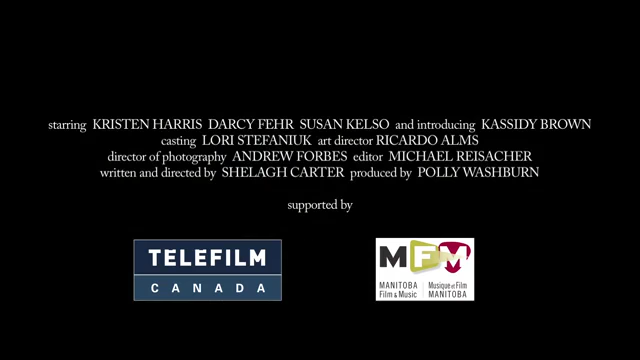 starring KRISTEN HARRIS DARCY FEHR SUSAN KELSO and introducing KASSIDY BROWN
casting LORI STEFANIUK art director RICARDO ALMS
director of photography ANDREW FORBES editor MICHAEL REISACHER
written and directed by SHELAGH CARTER produced by POLLY WASHBURN
supported by
TELEFILM
CANADA
MFM
MANITOBA
Film & Music
Musique et Film
MANITOBA